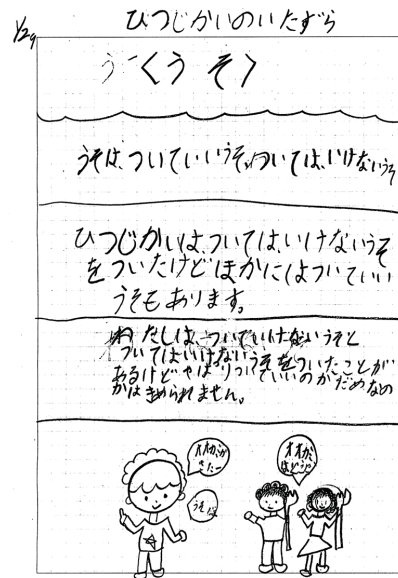 ひつじかいのいたずら
1/29
〈うそ〉
うそは、ついていいうそ、ついては、いけないうそ
ひつじかいは、ついては、いけないうそ
をついたけどほかにはついていい
うそもあります。
わたしは、ついていけないうそと
ついてはいけないうそをついたことが
あるけどやはりついていいのかだめなの
かはきめられません。
オオカミが
きたー
うそだよ
オオカミ
はどこ